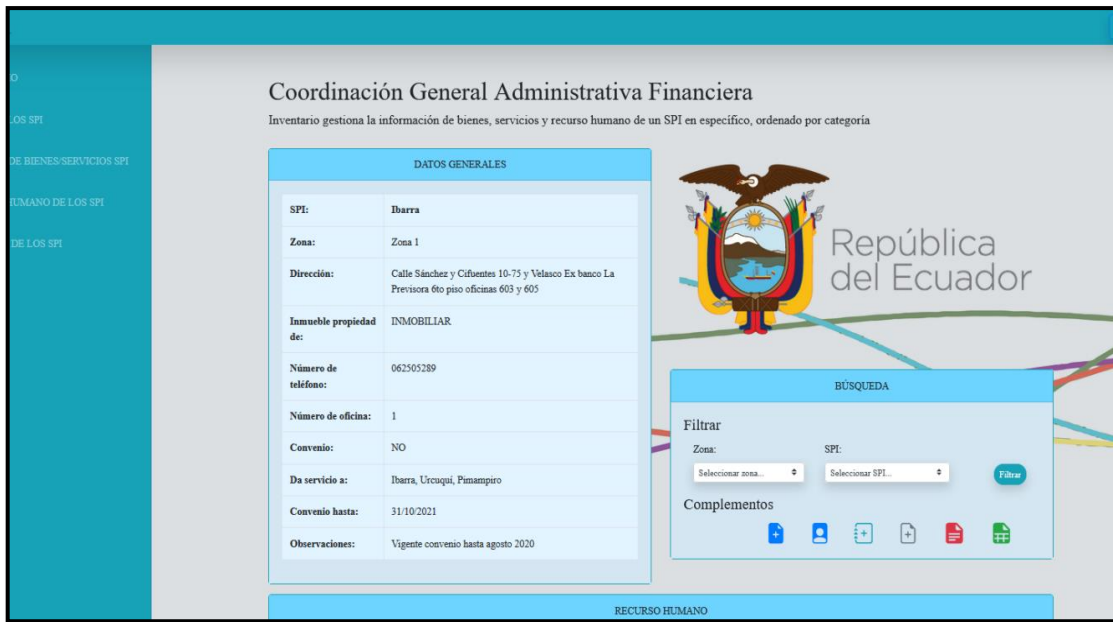 O
OS SPI
DE BIENES/SERVICIOS SPI
HUMANO DE LOS SPI
DE LOS SPI
Coordinación General Administrativa Financiera
Inventario gestiona la información de bienes, servicios y recurso humano de un SPI en específico, ordenado por categoría
DATOS GENERALES
SPI: Ibarra
Zona: Zona 1
Dirección: Calle Sánchez y Cifuentes 10-75 y Velasco Ex banco La
Previsora 6to piso oficinas 603 y 605
Inmueble propiedad INMOBILIAR
de:
Número de 062505289
teléfono:
Número de oficina: 1
Convenio: NO
Da servicio a: Ibarra, Urcuquí, Pimampiro
Convenio hasta: 31/10/2021
Observaciones: Vigente convenio hasta agosto 2020
República
del Ecuador
BÚSQUEDA
Filtrar
Zona: SPI:
Seleccionar zona... Seleccionar SPI... Filtrar
Complementos
RECURSO HUMANO